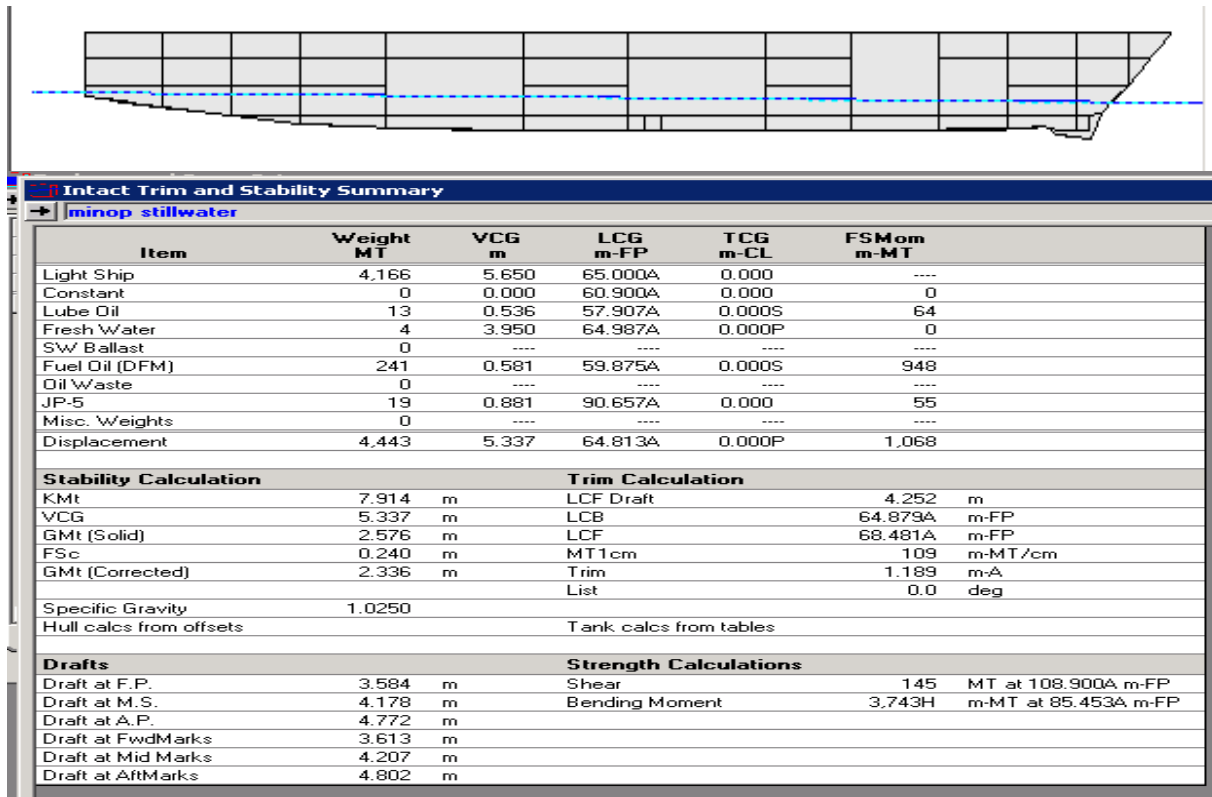 Intact Trim and Stability Summary
minop stillwater
Item Weight MT VCG m LCG m-FP TCG m-CL FSMom m-MT
Light Ship 4,166 5.650 65.000A 0.000 ----
Constant 0 0.000 60.900A 0.000 0
Lube Oil 13 0.536 57.907A 0.000S 64
Fresh Water 4 3.950 64.987A 0.000P 0
SW Ballast 0 ---- ---- ---- ----
Fuel Oil (DFM) 241 0.581 59.875A 0.000S 948
Oil Waste 0 ---- ---- ---- ----
JP-5 19 0.881 90.657A 0.000 55
Misc. Weights 0 ---- ---- ---- ----
Displacement 4,443 5.337 64.813A 0.000P 1,068
Stability Calculation Trim Calculation
KMt 7.914 m LCF Draft 4.252 m
VCG 5.337 m LCB 64.879A m-FP
GMt (Solid) 2.576 m LCF 68.481A m-FP
FSc 0.240 m MT1cm 109 m-MT/cm
GMt (Corrected) 2.336 m Trim 1.189 m-A
List 0.0 deg
Specific Gravity 1.0250
Hull calcs from offsets Tank calcs from tables
Drafts Strength Calculations
Draft at F.P. 3.584 m Shear 145 MT at 108.900A m-FP
Draft at M.S. 4.178 m Bending Moment 3,743H m-MT at 85.453A m-FP
Draft at A.P. 4.772 m
Draft at FwdMarks 3.613 m
Draft at Mid Marks 4.207 m
Draft at AftMarks 4.802 m